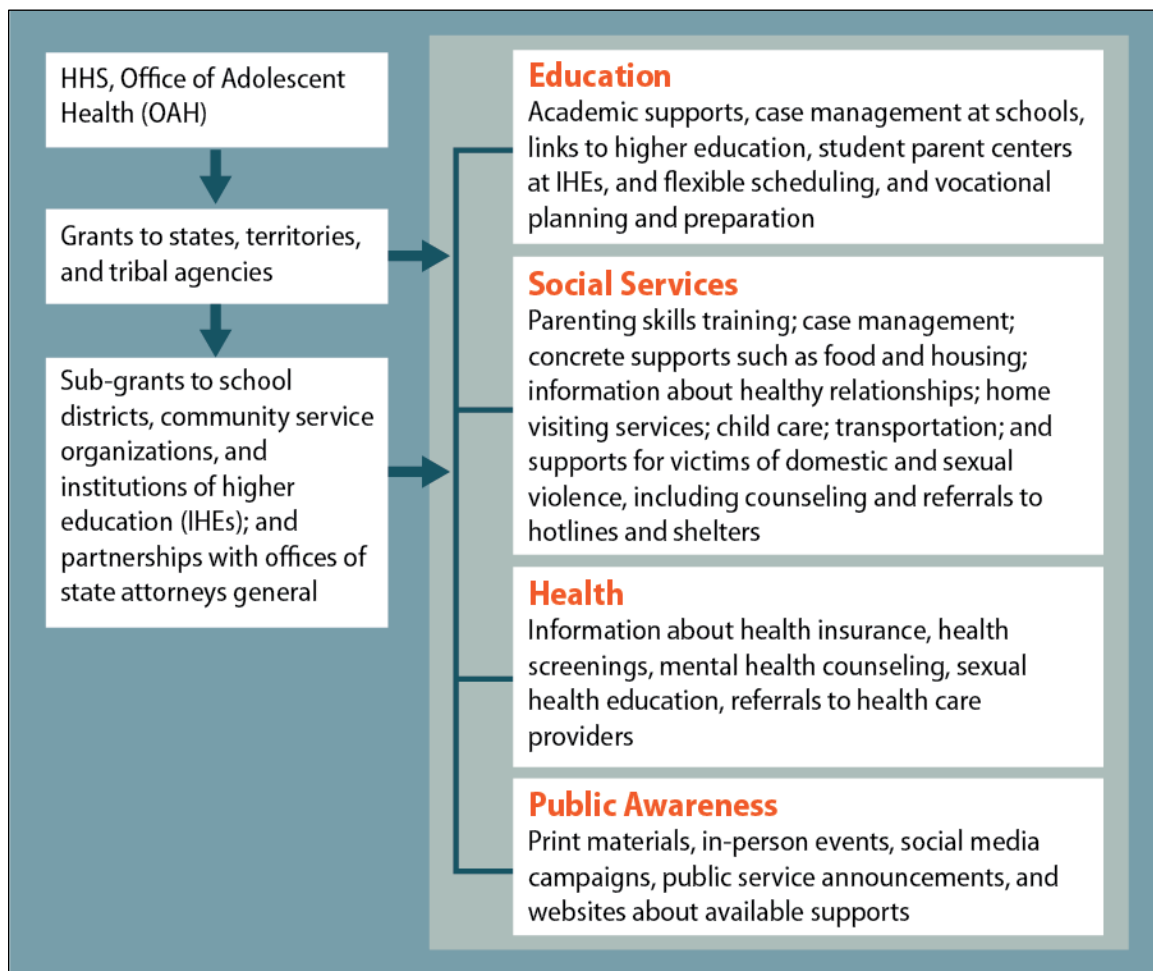 HHS, Office of Adolescent
Health (OAH)
Grants to states, territories,
and tribal agencies
Sub-grants to school
districts, community service
organizations, and
institutions of higher
education (IHEs); and
partnerships with offices of
state attorneys general
Education
Academic supports, case management at schools,
links to higher education, student parent centers
at IHEs, and flexible scheduling, and vocational
planning and preparation
Social Services
Parenting skills training; case management;
concrete supports such as food and housing;
information about healthy relationships; home
visiting services; child care; transportation; and
supports for victims of domestic and sexual
violence, including counseling and referrals to
hotlines and shelters
Health
Information about health insurance, health
screenings, mental health counseling, sexual
health education, referrals to health care
providers
Public Awareness
Print materials, in-person events, social media
campaigns, public service announcements, and
websites about available supports